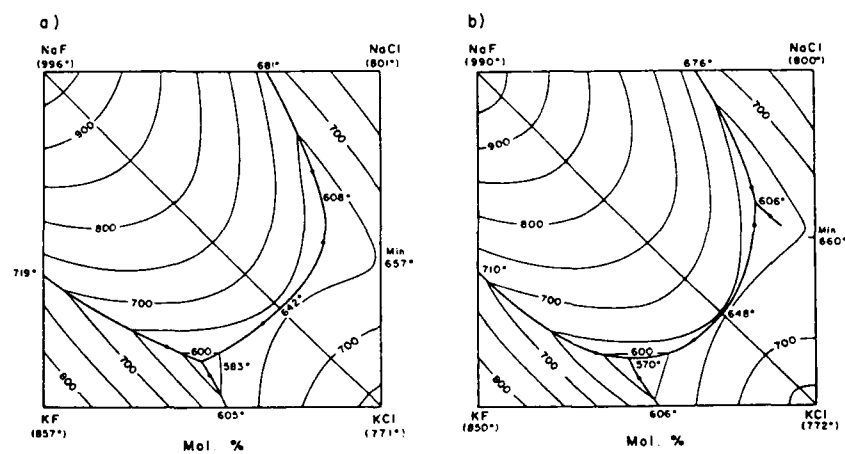 a)
NaF
(996°)
681°
NaCl
(801°)
900
800
700
700
608°
Min
657°
719°
642°
600
583°
700
800
700
KF
(857°)
605°
KCl
(771°)
Mol. %
b)
NaF
(990°)
676°
NaCl
(800°)
900
800
700
700
606°
Min
660°
710°
648°
600
570°
700
800
700
KF
(850°)
606°
KCl
(772°)
Mol. %